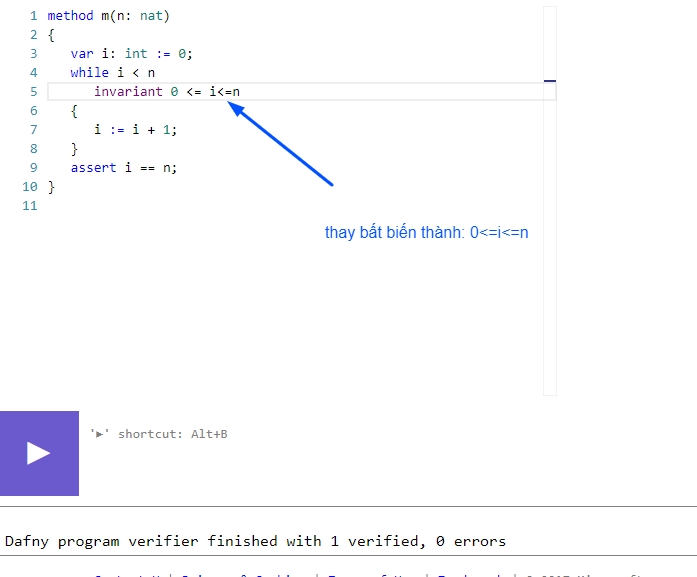 1 method m(n: nat)
2 {
3 var i: int := 0;
4 while i < n
5 invariant 0 <= i<=n
6 {
7 i := i + 1;
8 }
9 assert i == n;
10 }
11
thay bất biến thành: 0<=i<=n
'►' shortcut: Alt+B
Dafny program verifier finished with 1 verified, 0 errors